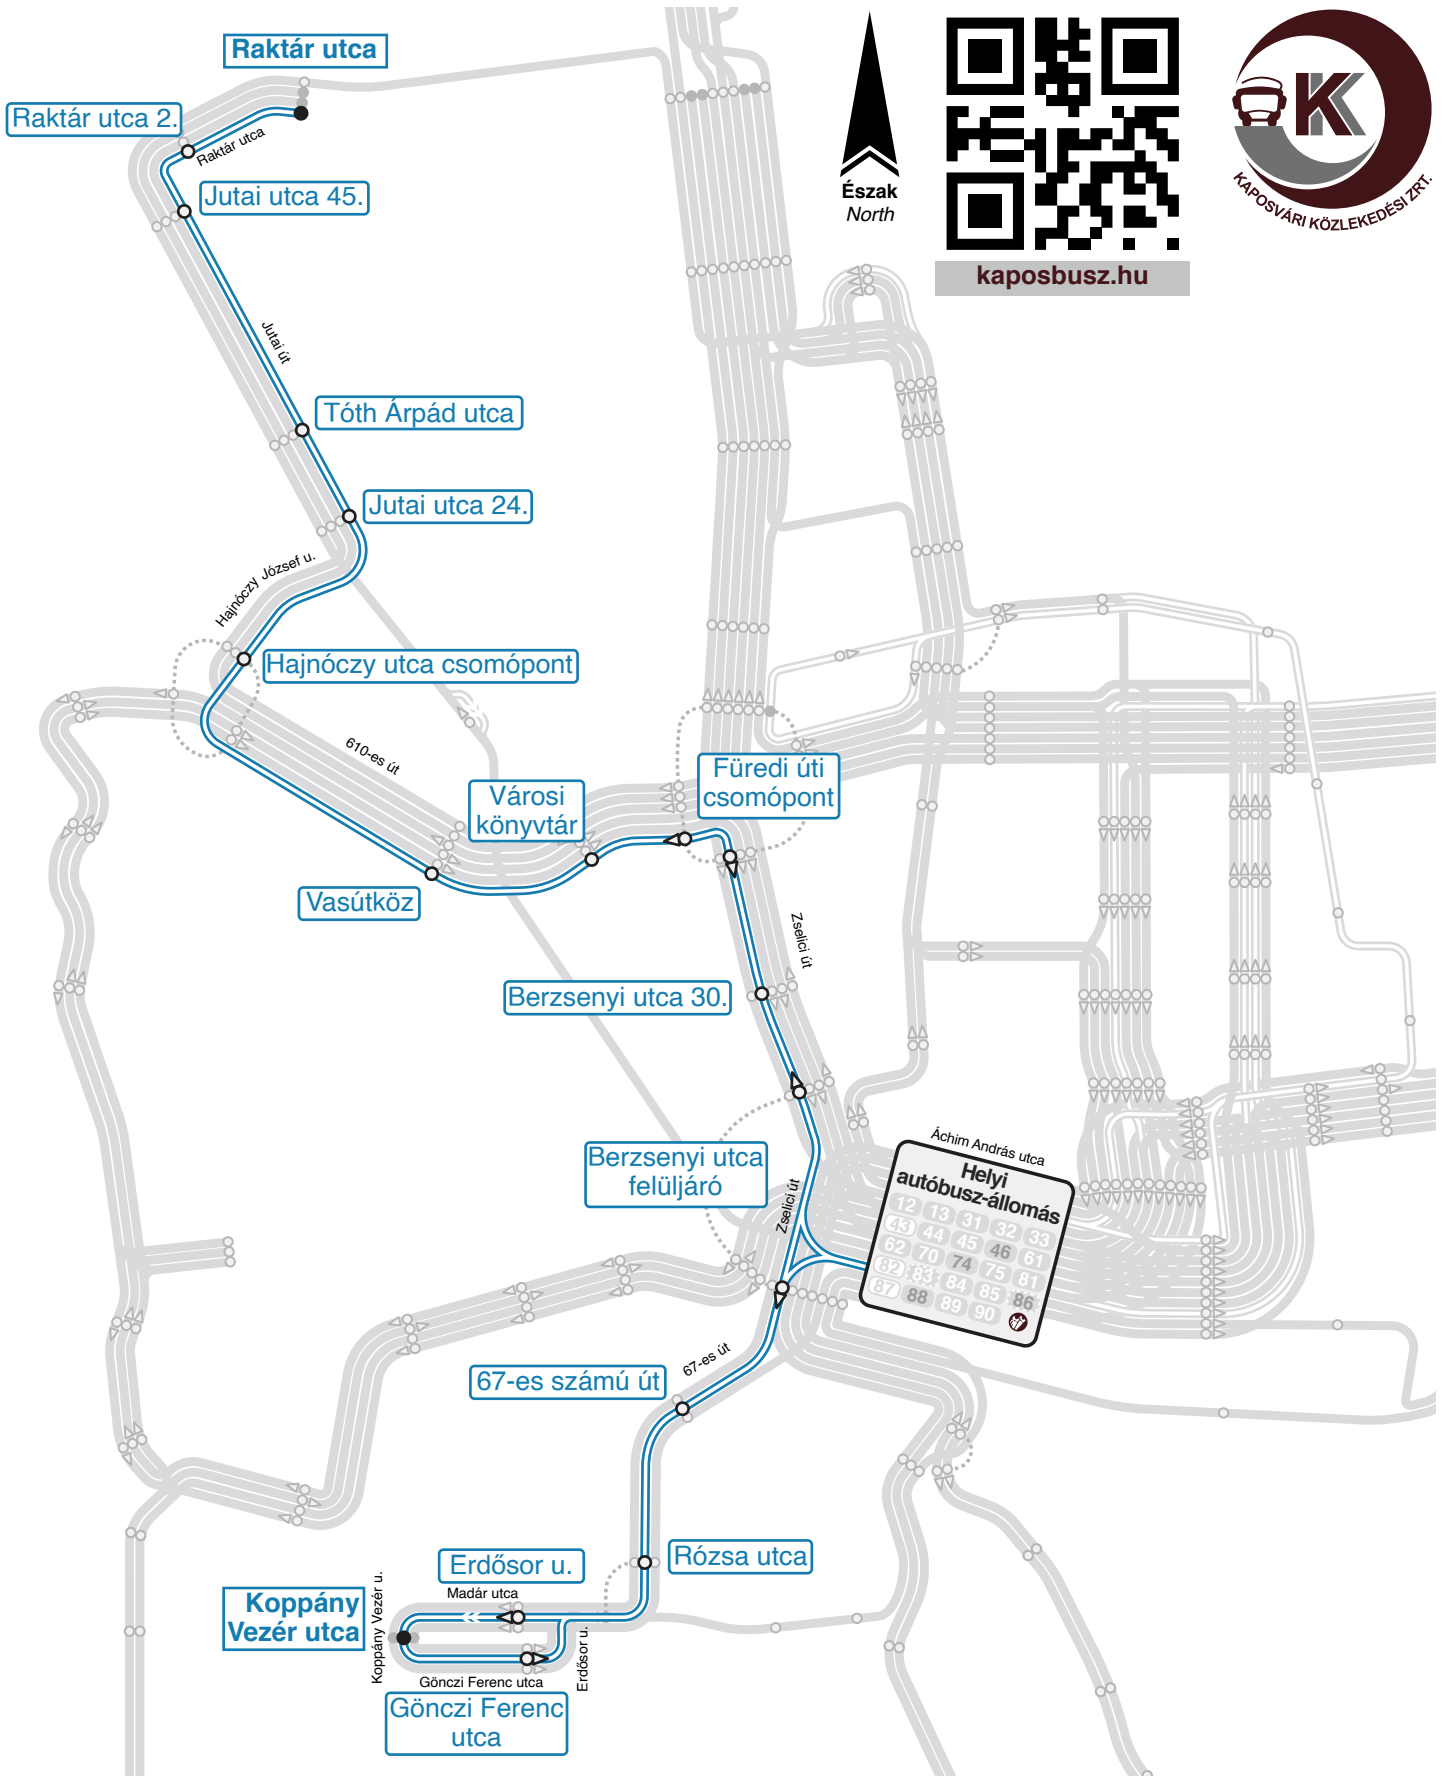 Raktár utca
Raktár utca 2.
Raktár utca
Jutai utca 45.
Észak
North
kaposbusz.hu
KK
KAPOSVÁRI KÖZLEKEDÉSI ZRT.
Jutai út
Tóth Árpád utca
Jutai utca 24.
Hajnóczy József u.
Hajnóczy utca csomópont
610-es út
Városi
könyvtár
Füredi úti
csomópont
Vasútköz
Zselici út
Berzsenyi utca 30.
Berzsenyi utca
felüljáró
Zselici út
Áchim András utca
Helyi
autóbusz-állomás
12 13 31 32 33
43 44 45 46 61
62 70 74 75 81
82 83 84 85 86
87 88 89 90
67-es út
67-es számú út
Rózsa utca
Erdősor u.
Madár utca
Koppány
Vezér utca
Koppány Vezér u.
Erdősor u.
Gönczi Ferenc utca
Gönczi Ferenc
utca